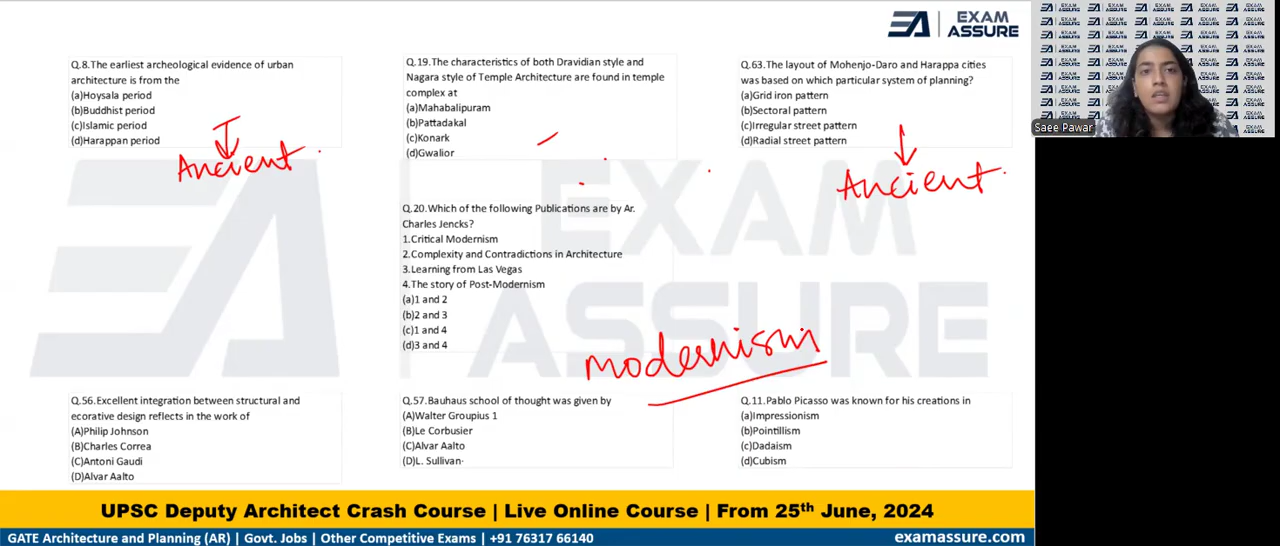 EXAM
ASSURE
Q.8.The earliest archeological evidence of urban
architecture is from the
(a)Hoysala period
(b)Buddhist period
(c)Islamic period
(d)Harappan period
Ancient
Q.19.The characteristics of both Dravidian style and
Nagara style of Temple Architecture are found in temple
complex at
(a)Mahabalipuram
(b)Pattadakal
(c)Konark
(d)Gwalior
Q.63.The layout of Mohenjo-Daro and Harappa cities
was based on which particular system of planning?
(a)Grid iron pattern
(b)Sectoral pattern
(c)Irregular street pattern
(d)Radial street pattern
Ancient
Saee Pawar
EXAM
ASSURE
Q.20.Which of the following Publications are by Ar.
Charles Jencks?
1.Critical Modernism
2.Complexity and Contradictions in Architecture
3.Learning from Las Vegas
4.The story of Post-Modernism
(a)1 and 2
(b)2 and 3
(c)1 and 4
(d)3 and 4
modernism
Q.56.Excellent integration between structural and
ecorative design reflects in the work of
(A)Philip Johnson
(B)Charles Correa
(C)Antoni Gaudi
(D)Alvar Aalto
Q.57.Bauhaus school of thought was given by
(A)Walter Groupius 1
(B)Le Corbusier
(C)Alvar Aalto
(D)L. Sullivan·
Q.11.Pablo Picasso was known for his creations in
(a)Impressionism
(b)Pointillism
(c)Dadaism
(d)Cubism
UPSC Deputy Architect Crash Course | Live Online Course | From 25th June, 2024
GATE Architecture and Planning (AR) | Govt. Jobs | Other Competitive Exams | +91 76317 66140
examassure.com